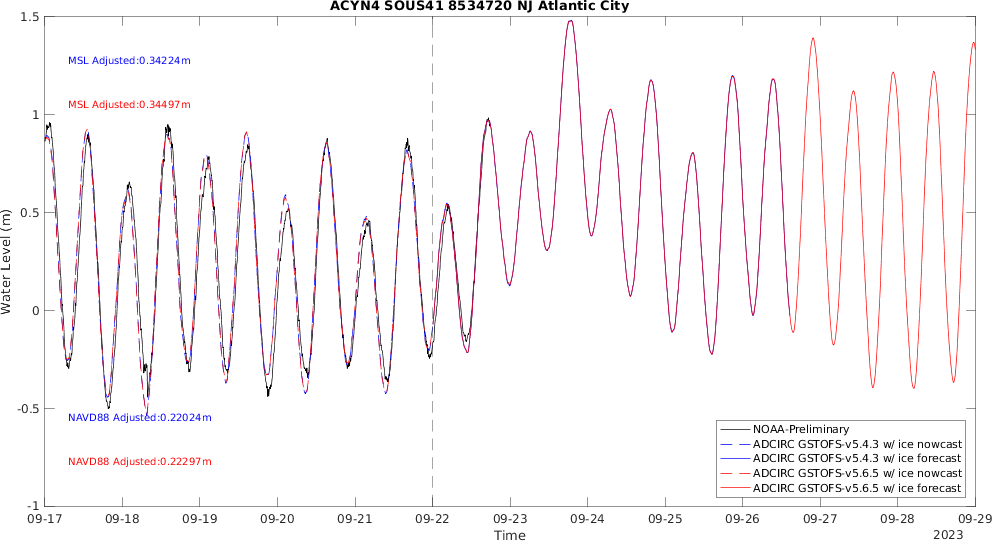 ACYN4 SOUS41 8534720 NJ Atlantic City
1.5
1
0.5
0
-0.5
-1
Water Level (m)
MSL Adjusted:0.34224m
MSL Adjusted:0.34497m
NAVD88 Adjusted:0.22024m
NAVD88 Adjusted:0.22297m
NOAA-Preliminary
ADCIRC GSTOFS-v5.4.3 w/ ice nowcast
ADCIRC GSTOFS-v5.4.3 w/ ice forecast
ADCIRC GSTOFS-v5.6.5 w/ ice nowcast
ADCIRC GSTOFS-v5.6.5 w/ ice forecast
09-17 09-18 09-19 09-20 09-21 09-22 09-23 09-24 09-25 09-26 09-27 09-28 09-29
Time
2023